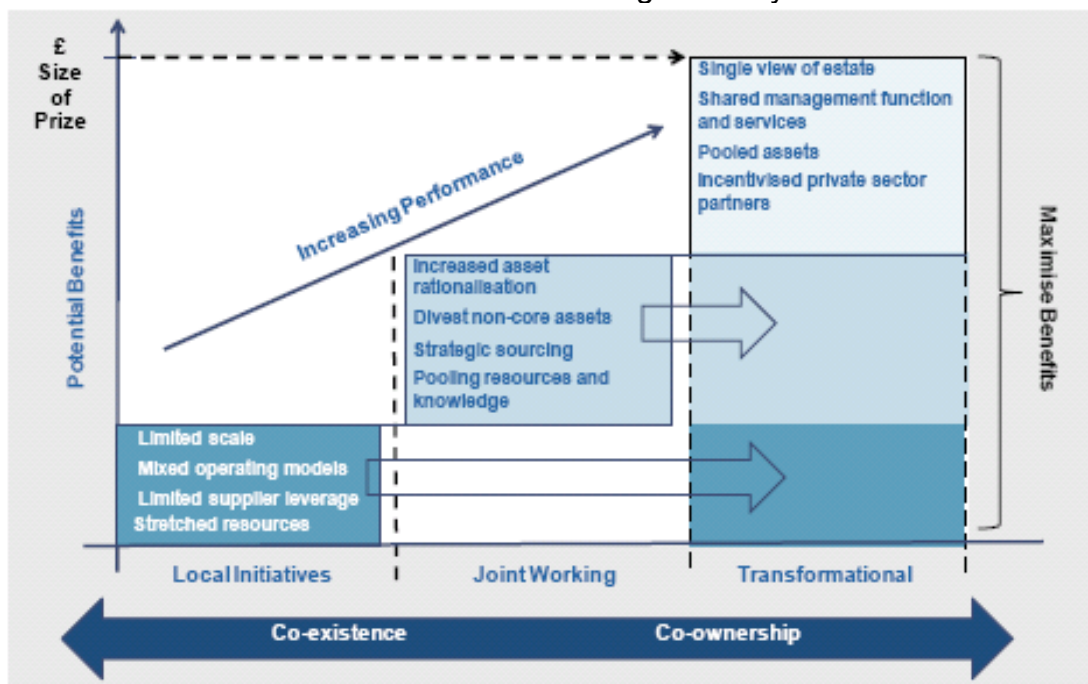 £
Size
of
Prize
Potential Benefits
Increasing Performance
Single view of estate
Shared management function
and services
Pooled assets
Incentivised private sector
partners
Increased asset
rationalisation
Divest non-core assets
Strategic sourcing
Pooling resources and
knowledge
Limited scale
Mixed operating models
Limited supplier leverage
Stretched resources
Maximise Benefits
Local Initiatives
Joint Working
Transformational
Co-existence
Co-ownership